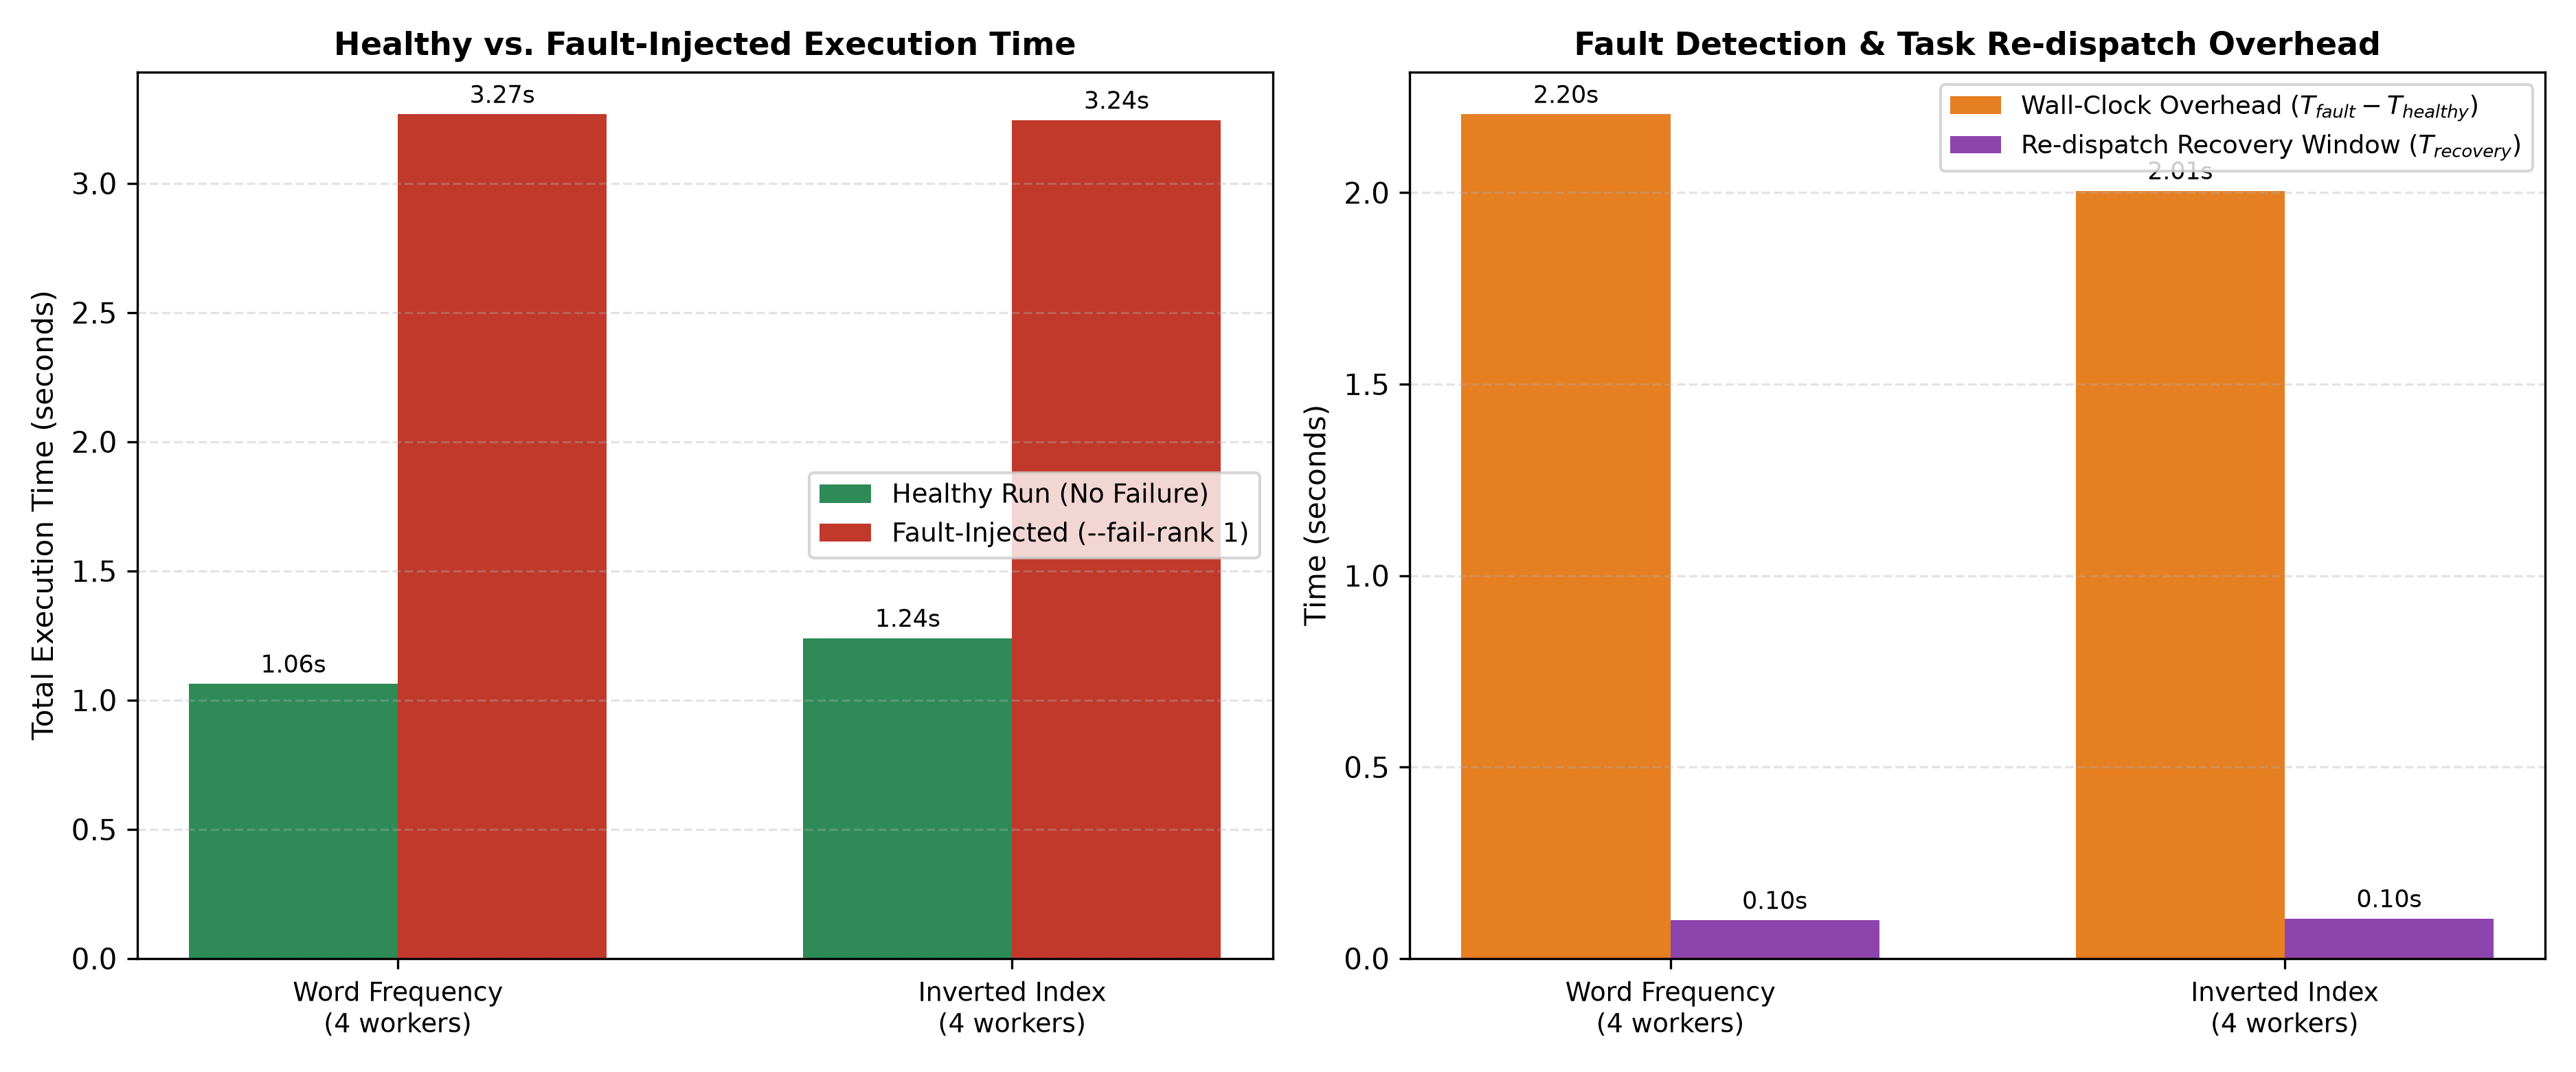 Healthy vs. Fault-Injected Execution Time
Total Execution Time (seconds)
3.0
2.5
2.0
1.5
1.0
0.5
0.0
1.06s
3.27s
1.24s
3.24s
Healthy Run (No Failure)
Fault-Injected (--fail-rank 1)
Word Frequency
(4 workers)
Inverted Index
(4 workers)
Fault Detection & Task Re-dispatch Overhead
Time (seconds)
2.0
1.5
1.0
0.5
0.0
2.20s
0.10s
2.01s
0.10s
Wall-Clock Overhead (T_fault − T_healthy)
Re-dispatch Recovery Window (T_recovery)
Word Frequency
(4 workers)
Inverted Index
(4 workers)